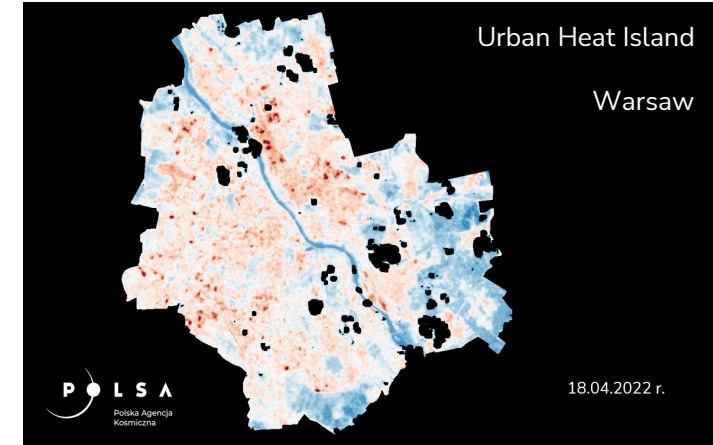 Urban Heat Island
Warsaw
POLSA
Polska Agencja
Kosmiczna
18.04.2022 r.